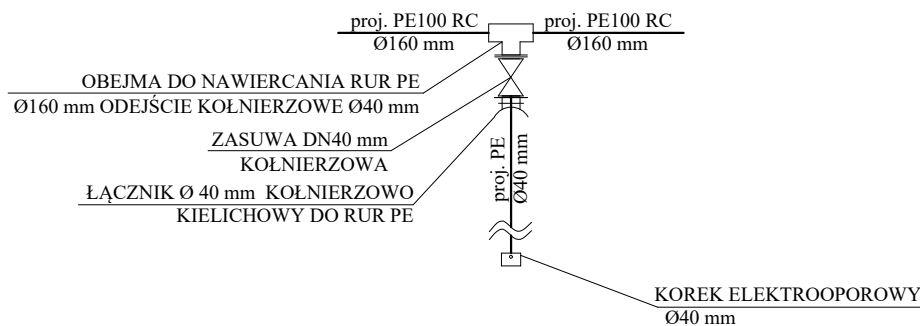 proj. PE100 RC
Ø160 mm
proj. PE100 RC
Ø160 mm
OBEJMA DO NAWIERCANIA RUR PE
Ø160 mm ODEJŚCIE KOŁNIERZOWE Ø40 mm
ZASUWA DN40 mm
KOŁNIERZOWA
ŁĄCZNIK Ø 40 mm KOŁNIERZOWO
KIELICHOWY DO RUR PE
proj. PE
Ø40 mm
KOREK ELEKTROOPOROWY
Ø40 mm